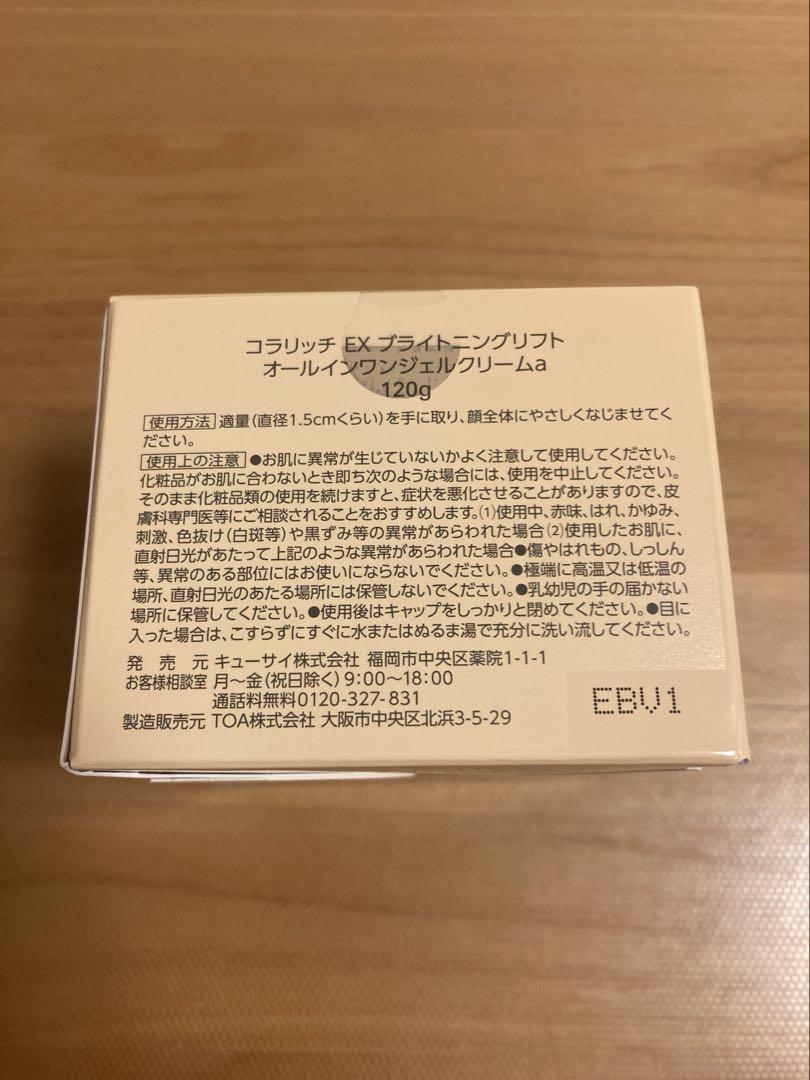 コラリッチ EX ブライトニングリフト
オールインワンジェルクリームa
120g
使用方法 適量(直径1.5cmくらい)を手に取り、顔全体にやさしくなじませてく
ださい。
使用上の注意 ●お肌に異常が生じていないかよく注意して使用してください。
化粧品がお肌に合わないとき即ち次のような場合には、使用を中止してください。
そのまま化粧品類の使用を続けますと、症状を悪化させることがありますので、皮
膚科専門医等にご相談されることをおすすめします。(1)使用中、赤味、はれ、かゆみ、
刺激、色抜け(白斑等)や黒ずみ等の異常があらわれた場合(2)使用したお肌に、
直射日光があたって上記のような異常があらわれた場合●傷やはれもの、しっしん
等、異常のある部位にはお使いにならないでください。●極端に高温又は低温の
場所、直射日光のあたる場所には保管しないでください。●乳幼児の手の届かない
場所に保管してください。●使用後はキャップをしっかりと閉めてください。●目に
入った場合は、こすらずにすぐに水またはぬるま湯で充分に洗い流してください。
発売元 キューサイ株式会社 福岡市中央区薬院1-1-1
お客様相談室 月〜金(祝日除く) 9:00〜18:00
通話料無料0120-327-831
製造販売元 TOA株式会社 大阪市中央区北浜3-5-29
EBV1